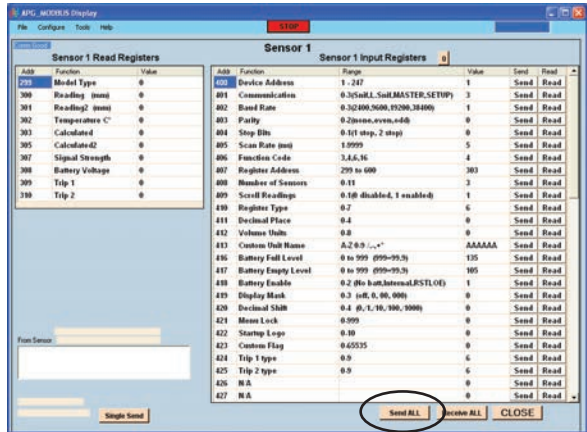 APG_MODBUS Display
File Configure Tools Help
STOP
Sensor 1
Sensor 1 Read Registers
Addr Function Value
299 Model Type 0
300 Reading (mm) 0
301 Reading2 (mm) 0
302 Temperature C° 0
303 Calculated 0
305 Calculated2 0
307 Signal Strength 0
308 Battery Voltage 0
309 Trip 1 0
310 Trip 2 0
Sensor 1 Input Registers 0
Addr Function Range Value Send Read
400 Device Address 1 - 247 1 Send Read
401 Communication 0-3(Snif,L.Snif,MASTER,SETUP) 3 Send Read
402 Baud Rate 0-3(2400,9600,19200,38400) 1 Send Read
403 Parity 0-2(none,even,odd) 0 Send Read
404 Stop Bits 0-1(1 stop, 2 stop) 0 Send Read
405 Scan Rate (ms) 1-9999 5 Send Read
406 Function Code 3,4,6,16 4 Send Read
407 Register Address 299 to 600 303 Send Read
408 Number of Sensors 0-11 3 Send Read
409 Scroll Readings 0-1(0 disabled, 1 enabled) 1 Send Read
410 Register Type 0-7 6 Send Read
411 Decimal Place 0-4 0 Send Read
412 Volume Units 0-8 0 Send Read
413 Custom Unit Name A-Z 0-9 AAAAAA Send Read
416 Battery Full Level 0 to 999 (999=99.9) 135 Send Read
417 Battery Empty Level 0 to 999 (999=99.9) 105 Send Read
418 Battery Enable 0-2 (No batt,Internal,RSTLOE) 1 Send Read
419 Display Mask 0-3 (off, 0, 00, 000) 0 Send Read
420 Decimal Shift 0-4 (0,/1,/10,/100,/1000) 0 Send Read
421 Menu Lock 0-999 0 Send Read
422 Startup Logo 0-10 0 Send Read
423 Custom Flag 0-65535 0 Send Read
424 Trip 1 type 0-9 6 Send Read
425 Trip 2 type 0-9 6 Send Read
426 N/A 0 Send Read
427 N/A 0 Send Read
From Sensor
Single Send
Send ALL Receive ALL CLOSE